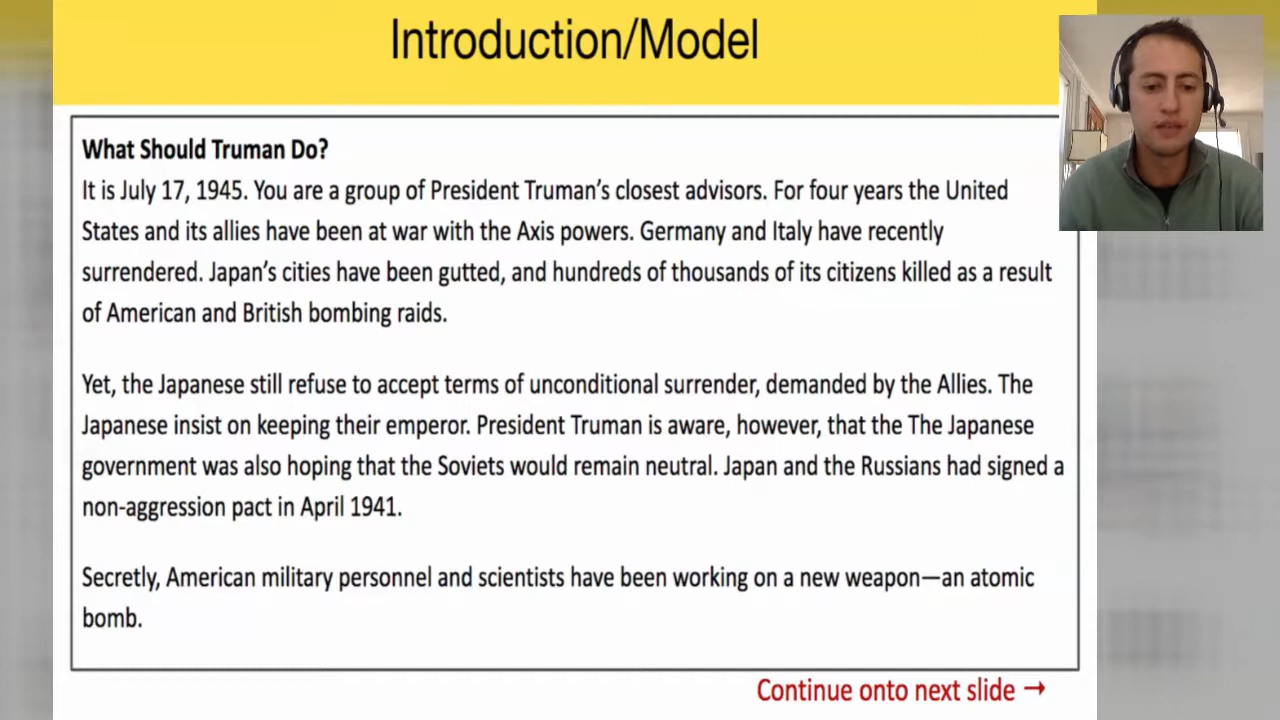 Introduction/Model
What Should Truman Do?
It is July 17, 1945. You are a group of President Truman's closest advisors. For four years the United
States and its allies have been at war with the Axis powers. Germany and Italy have recently
surrendered. Japan's cities have been gutted, and hundreds of thousands of its citizens killed as a result
of American and British bombing raids.
Yet, the Japanese still refuse to accept terms of unconditional surrender, demanded by the Allies. The
Japanese insist on keeping their emperor. President Truman is aware, however, that the The Japanese
government was also hoping that the Soviets would remain neutral. Japan and the Russians had signed a
non-aggression pact in April 1941.
Secretly, American military personnel and scientists have been working on a new weapon—an atomic
bomb.
Continue onto next slide →